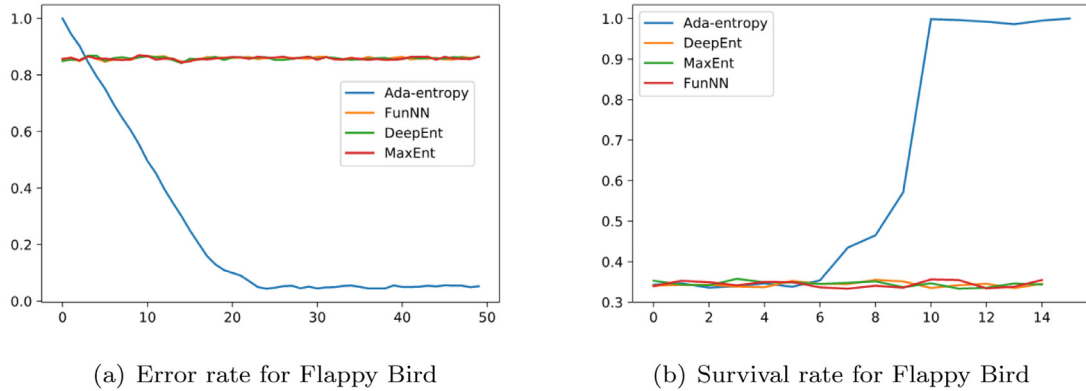 1.0
0.8
0.6
0.4
0.2
0.0
Ada-entropy
FunNN
DeepEnt
MaxEnt
0 10 20 30 40 50
(a) Error rate for Flappy Bird
1.0
0.9
0.8
0.7
0.6
0.5
0.4
0.3
Ada-entropy
DeepEnt
MaxEnt
FunNN
0 2 4 6 8 10 12 14
(b) Survival rate for Flappy Bird